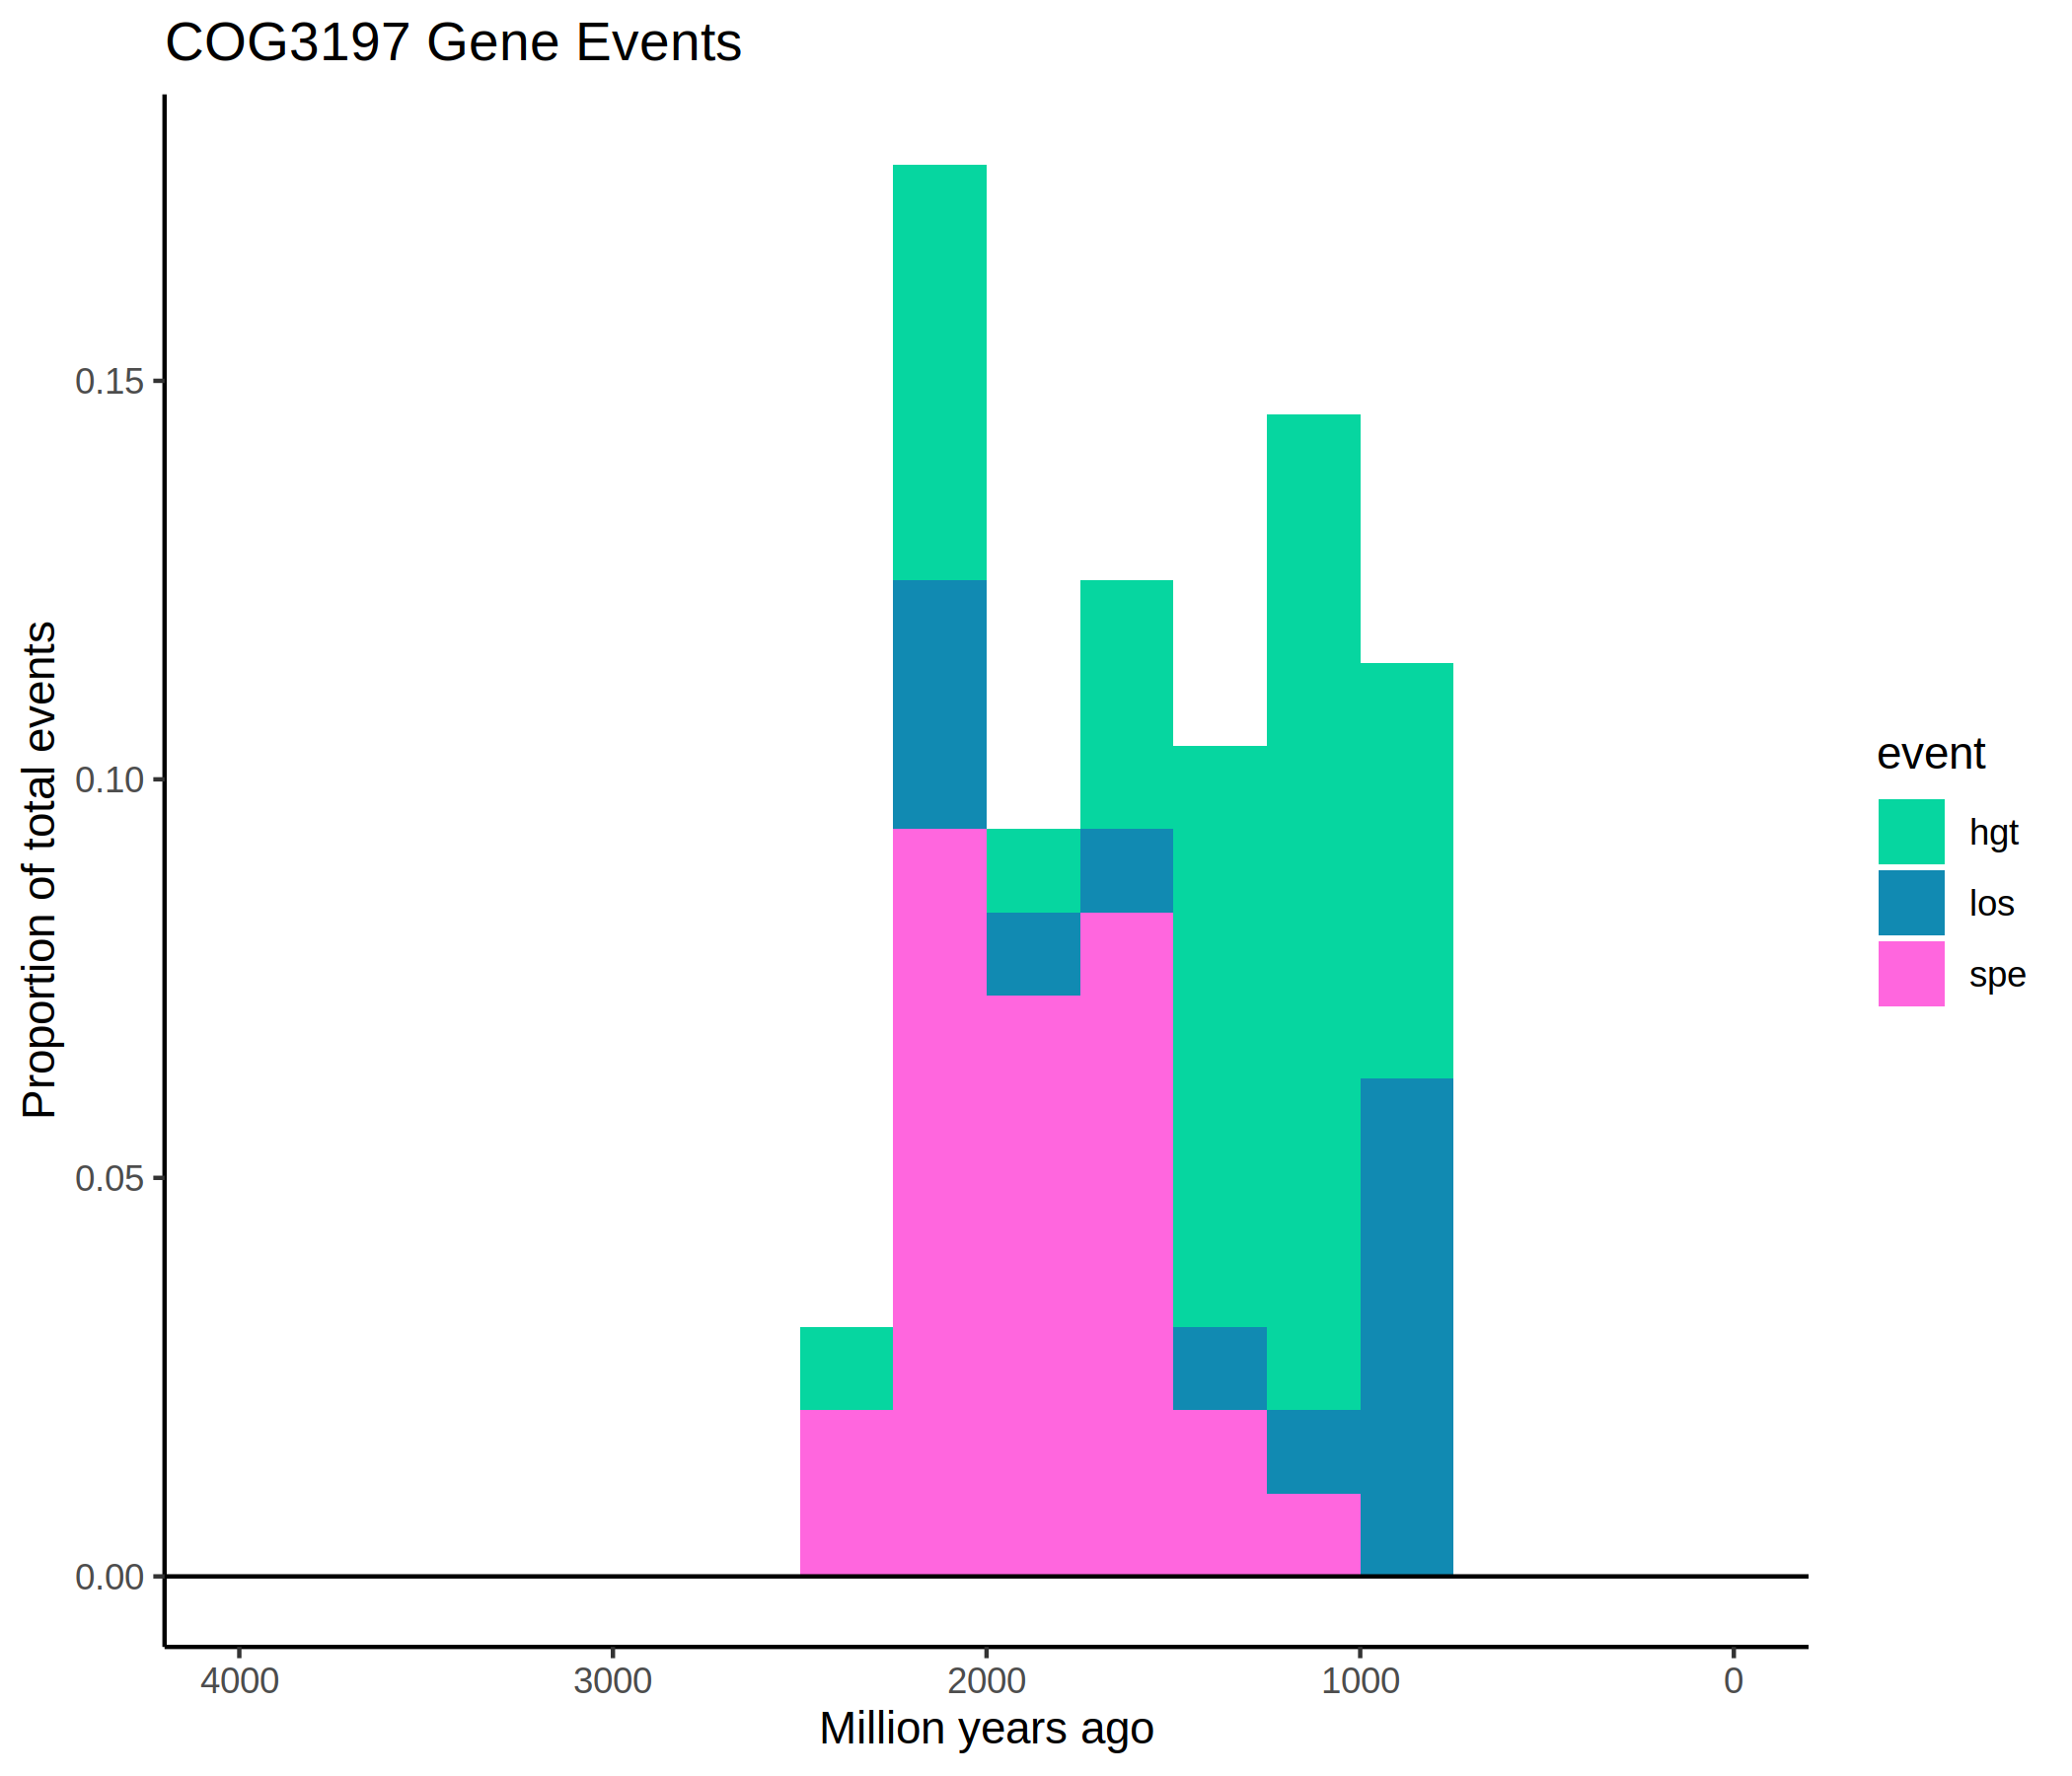 COG3197 Gene Events
Proportion of total events
0.15
0.10
0.05
0.00
4000 3000 2000 1000 0
Million years ago
event
hgt
los
spe